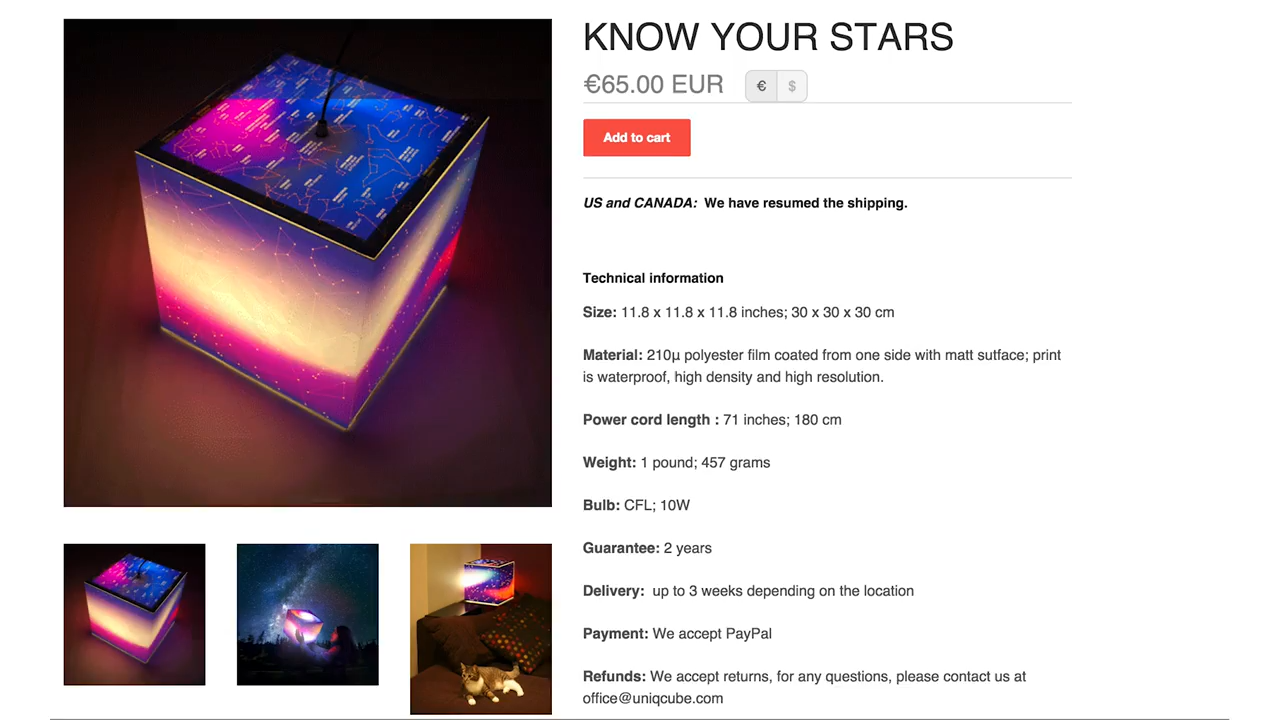 KNOW YOUR STARS
€65.00 EUR € $
Add to cart
US and CANADA: We have resumed the shipping.
Technical information
Size: 11.8 x 11.8 x 11.8 inches; 30 x 30 x 30 cm
Material: 210µ polyester film coated from one side with matt sutface; print
is waterproof, high density and high resolution.
Power cord length : 71 inches; 180 cm
Weight: 1 pound; 457 grams
Bulb: CFL; 10W
Guarantee: 2 years
Delivery: up to 3 weeks depending on the location
Payment: We accept PayPal
Refunds: We accept returns, for any questions, please contact us at
office@uniqcube.com